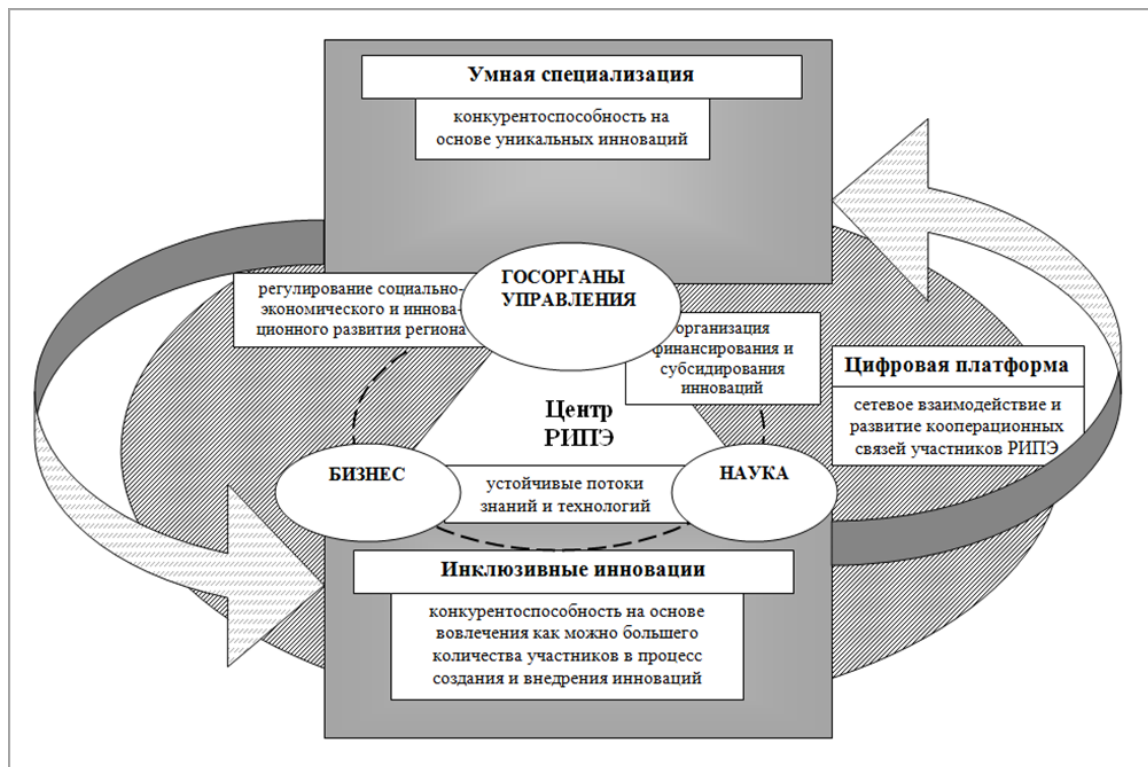 Умная специализация
конкурентоспособность на
основе уникальных инноваций
ГОСОРГАНЫ
УПРАВЛЕНИЯ
регулирование социально-
экономического и иннова-
ционного развития региона
организация
финансирования и
субсидирования
инноваций
Цифровая платформа
сетевое взаимодействие и
развитие кооперационных
связей участников РИПЭ
Центр
РИПЭ
БИЗНЕС
устойчивые потоки
знаний и технологий
НАУКА
Инклюзивные инновации
конкурентоспособность на основе
вовлечения как можно большего
количества участников в процесс
создания и внедрения инноваций